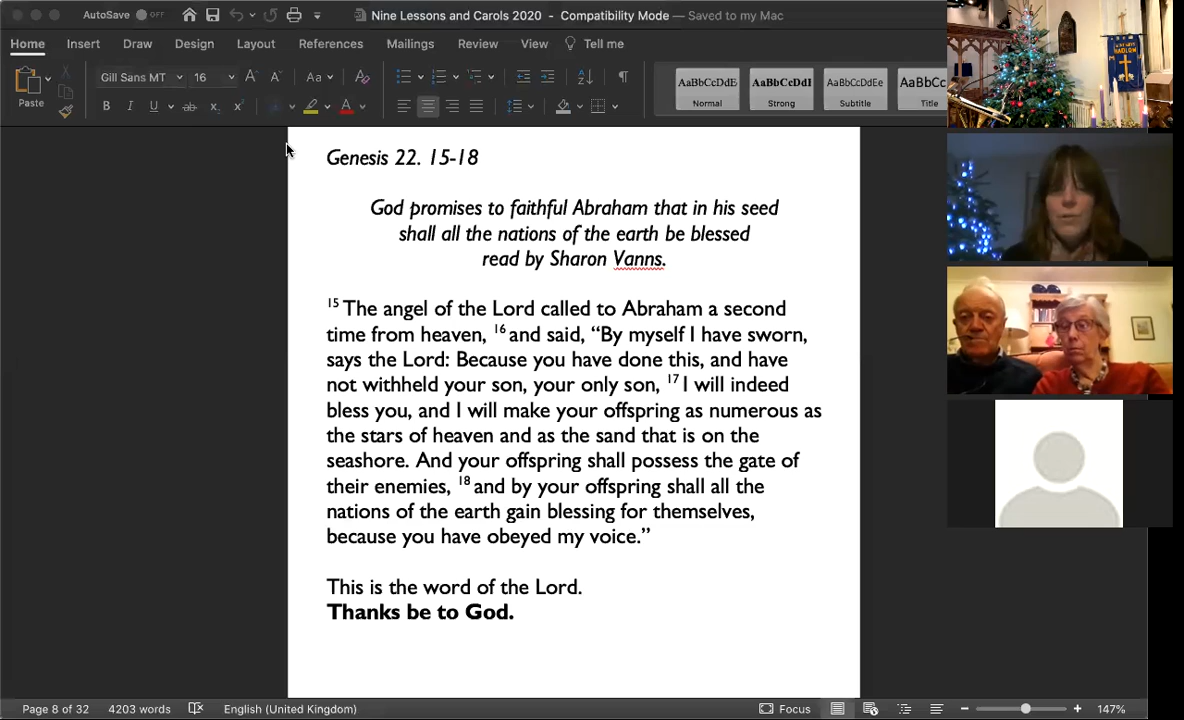 AutoSave OFF
Nine Lessons and Carols 2020 - Compatibility Mode — Saved to my Mac
Home Insert Draw Design Layout References Mailings Review View Tell me
Paste
Gill Sans MT 16
AaBbCcDdE AaBbCcDdI AaBbCcDdEe AaBbCc
Normal Strong Subtitle Title
Genesis 22. 15-18
God promises to faithful Abraham that in his seed
shall all the nations of the earth be blessed
read by Sharon Vanns.
15 The angel of the Lord called to Abraham a second
time from heaven, 16 and said, “By myself I have sworn,
says the Lord: Because you have done this, and have
not withheld your son, your only son, 17 I will indeed
bless you, and I will make your offspring as numerous as
the stars of heaven and as the sand that is on the
seashore. And your offspring shall possess the gate of
their enemies, 18 and by your offspring shall all the
nations of the earth gain blessing for themselves,
because you have obeyed my voice.”
This is the word of the Lord.
Thanks be to God.
Page 8 of 32 4203 words English (United Kingdom) Focus 147%